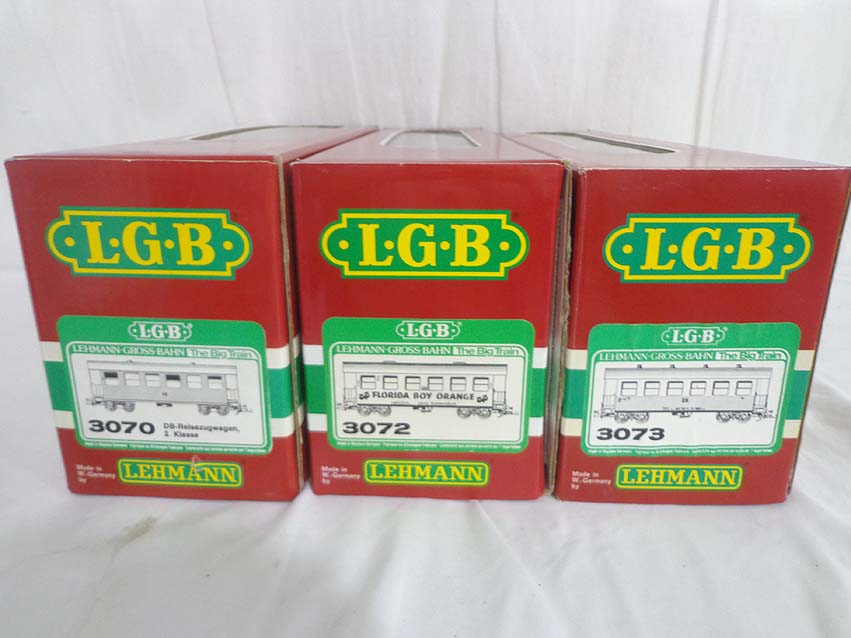 L·G·B
L·G·B
LEHMANN-GROSS-BAHN The Big Train
3070 DB-Reisezugwagen,
2. Klasse
Made in
W.-Germany
by
LEHMANN
L·G·B
L·G·B
LEHMANN-GROSS-BAHN The Big Train
FLORIDA BOY ORANGE
3072
Made in
W.-Germany
by
LEHMANN
L·G·B
L·G·B
LEHMANN-GROSS-BAHN The Big Train
3073
Made in
W.-Germany
by
LEHMANN